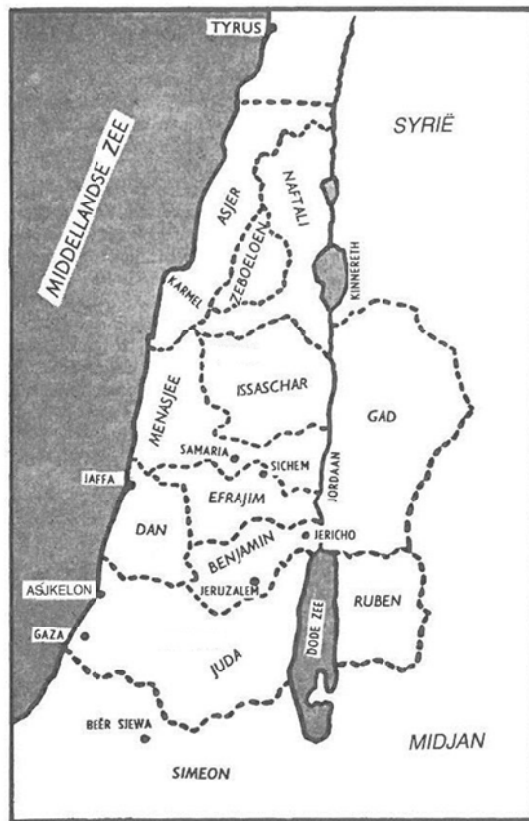 TYRUS
SYRIË
MIDDELLANDSE ZEE
ASJER
NAFTALI
ZEBOELOEN
KARMEL
KINNERETH
ISSASCHAR
MENASJEE
GAD
SAMARIA
SICHEM
JORDAAN
JAFFA
EFRAJIM
DAN
BENJAMIN
JERICHO
JERUZALEM
ASJKELON
RUBEN
GAZA
JUDA
DODE ZEE
BEËR SJEWA
MIDJAN
SIMEON